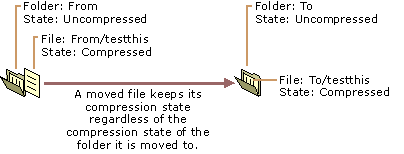 Folder: From
State: Uncompressed
File: From/testthis
State: Compressed
Folder: To
State: Uncompressed
File: To/testthis
State: Compressed
A moved file keeps its
compression state
regardless of the
compression state of the
folder it is moved to.